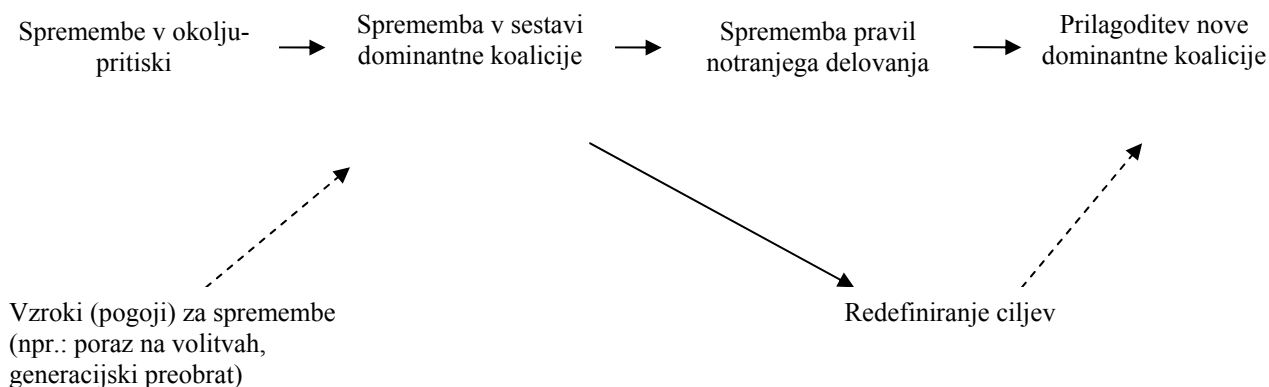 Spremembe v okolju-
pritiski
Sprememba v sestavi
dominantne koalicije
Sprememba pravil
notranjega delovanja
Prilagoditev nove
dominantne koalicije
Vzroki (pogoji) za spremembe
(npr.: poraz na volitvah,
generacijski preobrat)
Redefiniranje ciljev